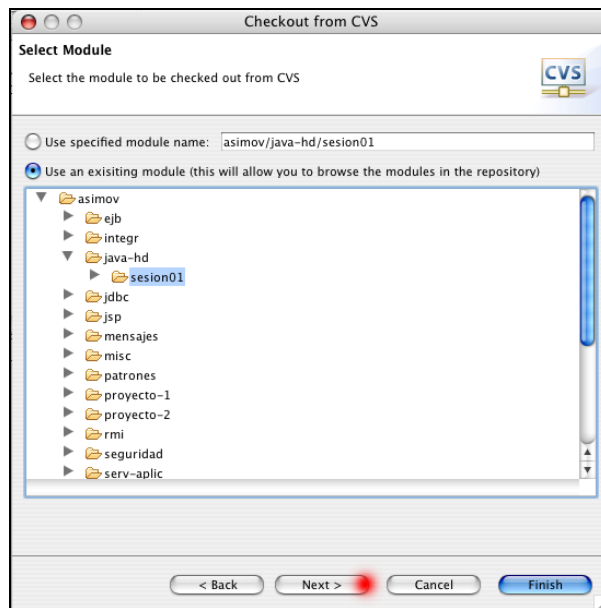 Checkout from CVS
Select Module
Select the module to be checked out from CVS
CVS
Use specified module name: asimov/java-hd/sesion01
Use an exisiting module (this will allow you to browse the modules in the repository)
asimov
ejb
integr
java-hd
sesion01
jdbc
jsp
mensajes
misc
patrones
proyecto-1
proyecto-2
rmi
seguridad
serv-aplic
< Back Next > Cancel Finish